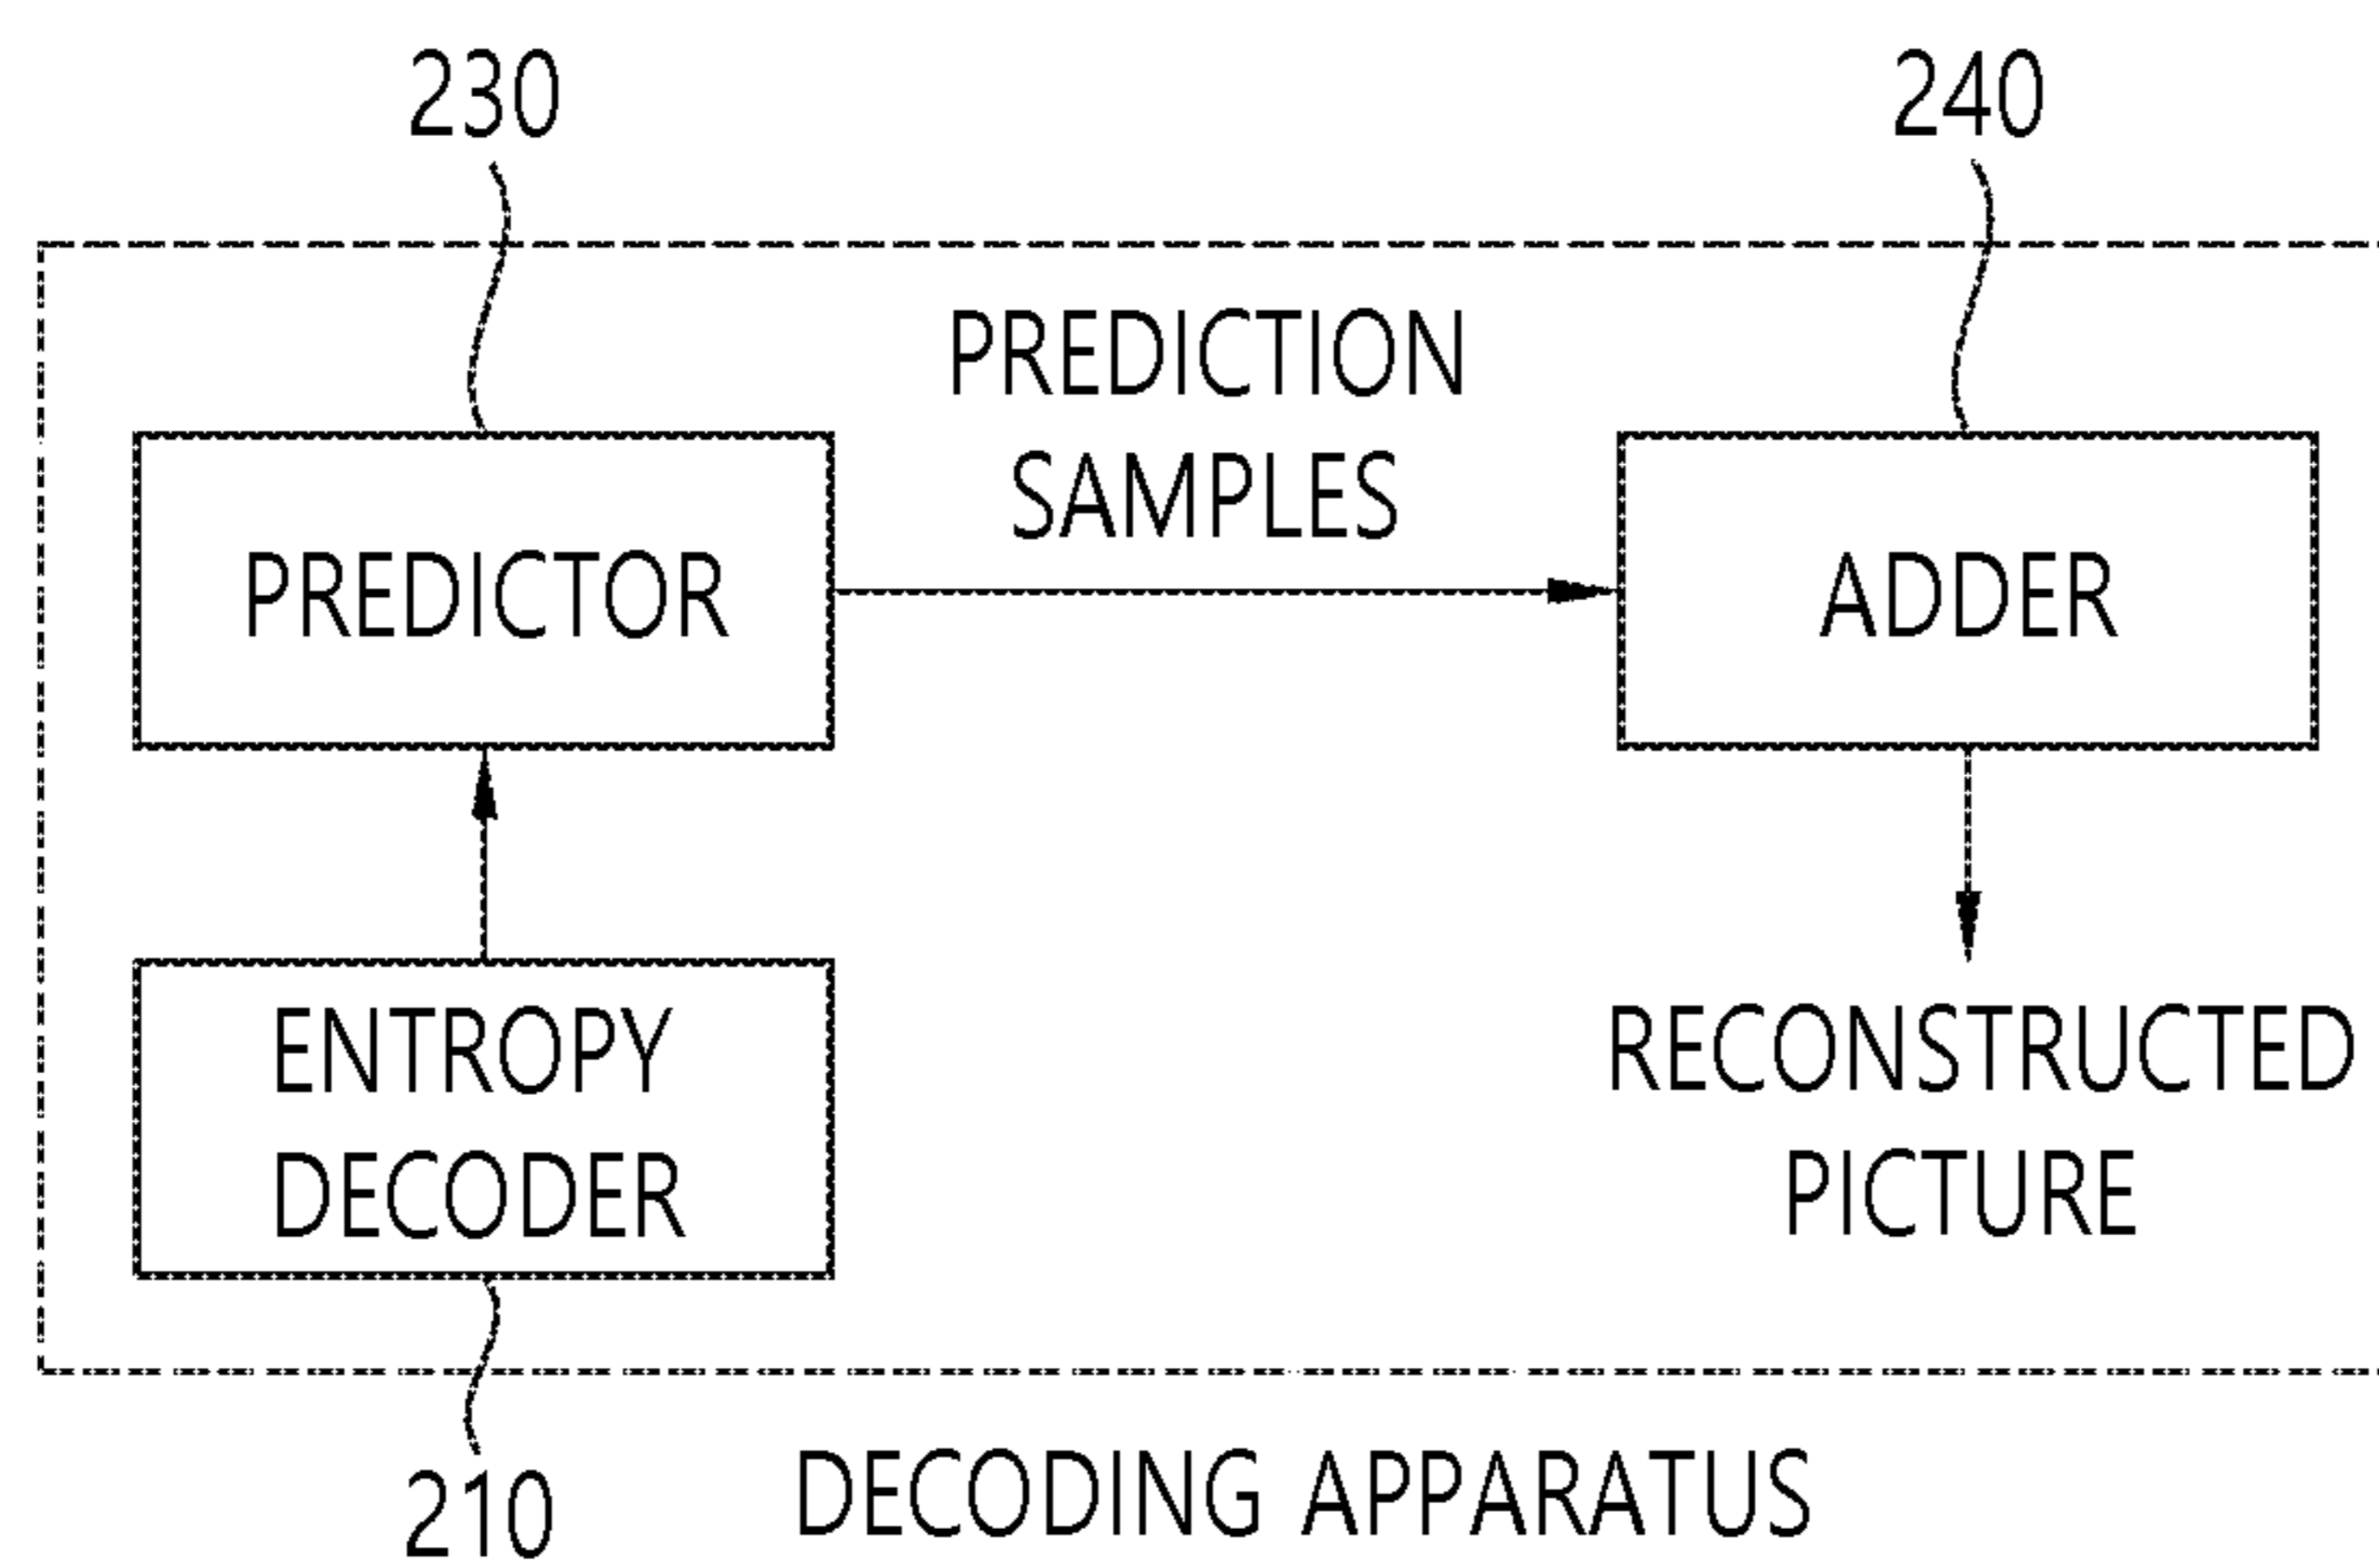 230
240
PREDICTION
SAMPLES
PREDICTOR
ADDER
ENTROPY
DECODER
RECONSTRUCTED
PICTURE
210
DECODING APPARATUS